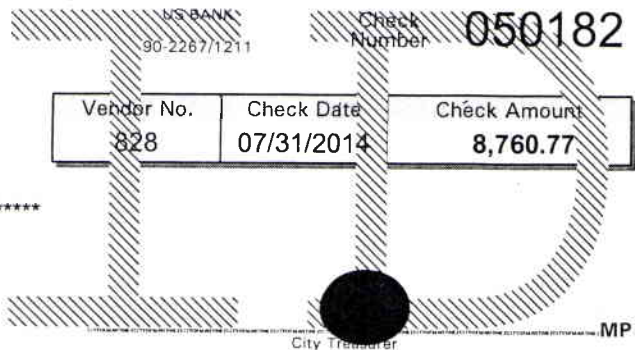 US BANK
90-2267/1211
Check Number 050182
Vendor No. Check Date Check Amount
828 07/31/2014 8,760.77
*****
MP
City Treasurer